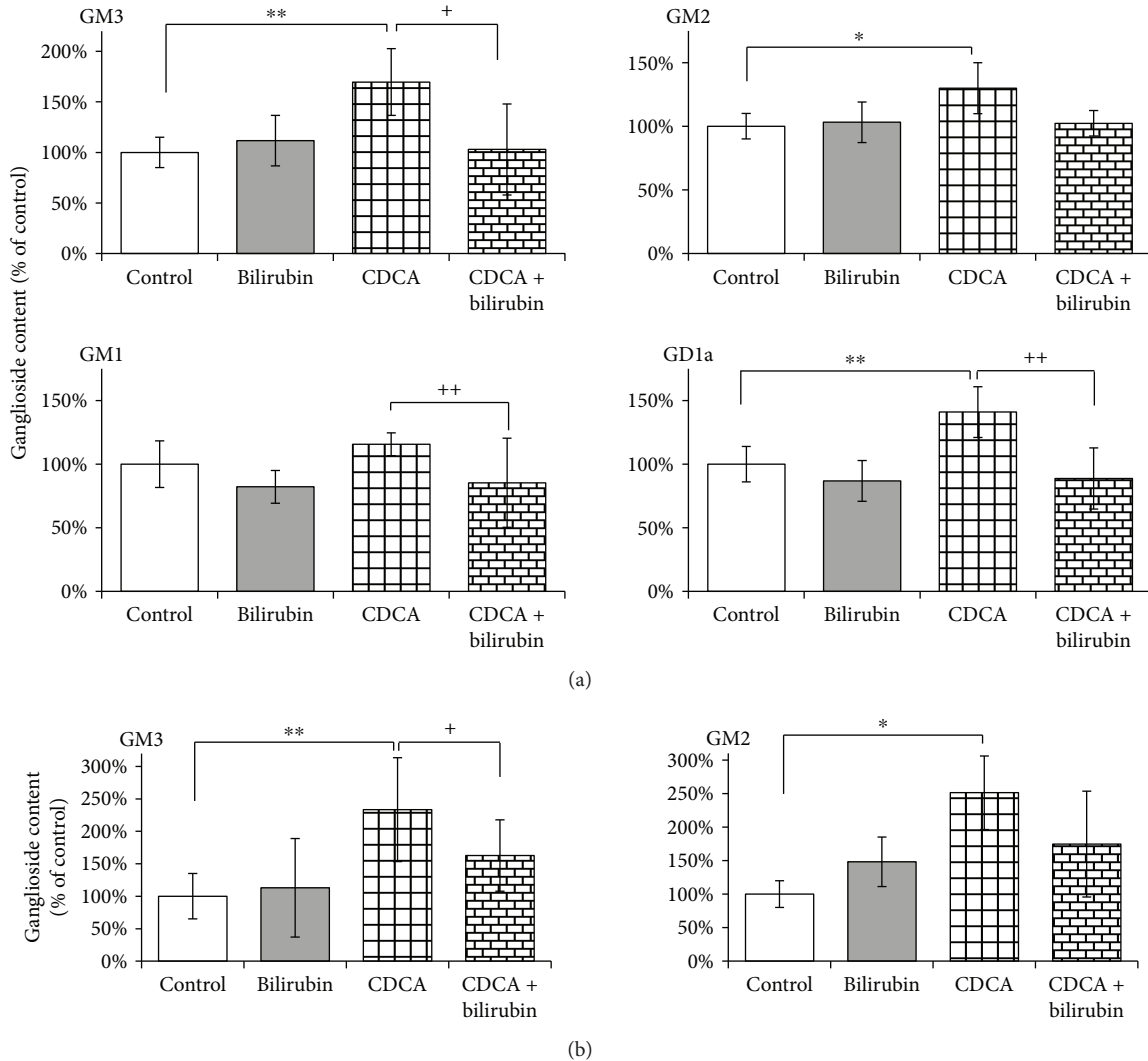 Ganglioside content (% of control)
GM3
**
+
200%
150%
100%
50%
0%
Control
Bilirubin
CDCA
CDCA +
bilirubin
GM2
*
150%
100%
50%
0%
Control
Bilirubin
CDCA
CDCA +
bilirubin
GM1
++
150%
100%
50%
0%
Control
Bilirubin
CDCA
CDCA +
bilirubin
GD1a
**
++
150%
100%
50%
0%
Control
Bilirubin
CDCA
CDCA +
bilirubin
(a)
Ganglioside content
(% of control)
GM3
**
+
300%
250%
200%
150%
100%
50%
0%
Control
Bilirubin
CDCA
CDCA +
bilirubin
GM2
*
300%
250%
200%
150%
100%
50%
0%
Control
Bilirubin
CDCA
CDCA +
bilirubin
(b)